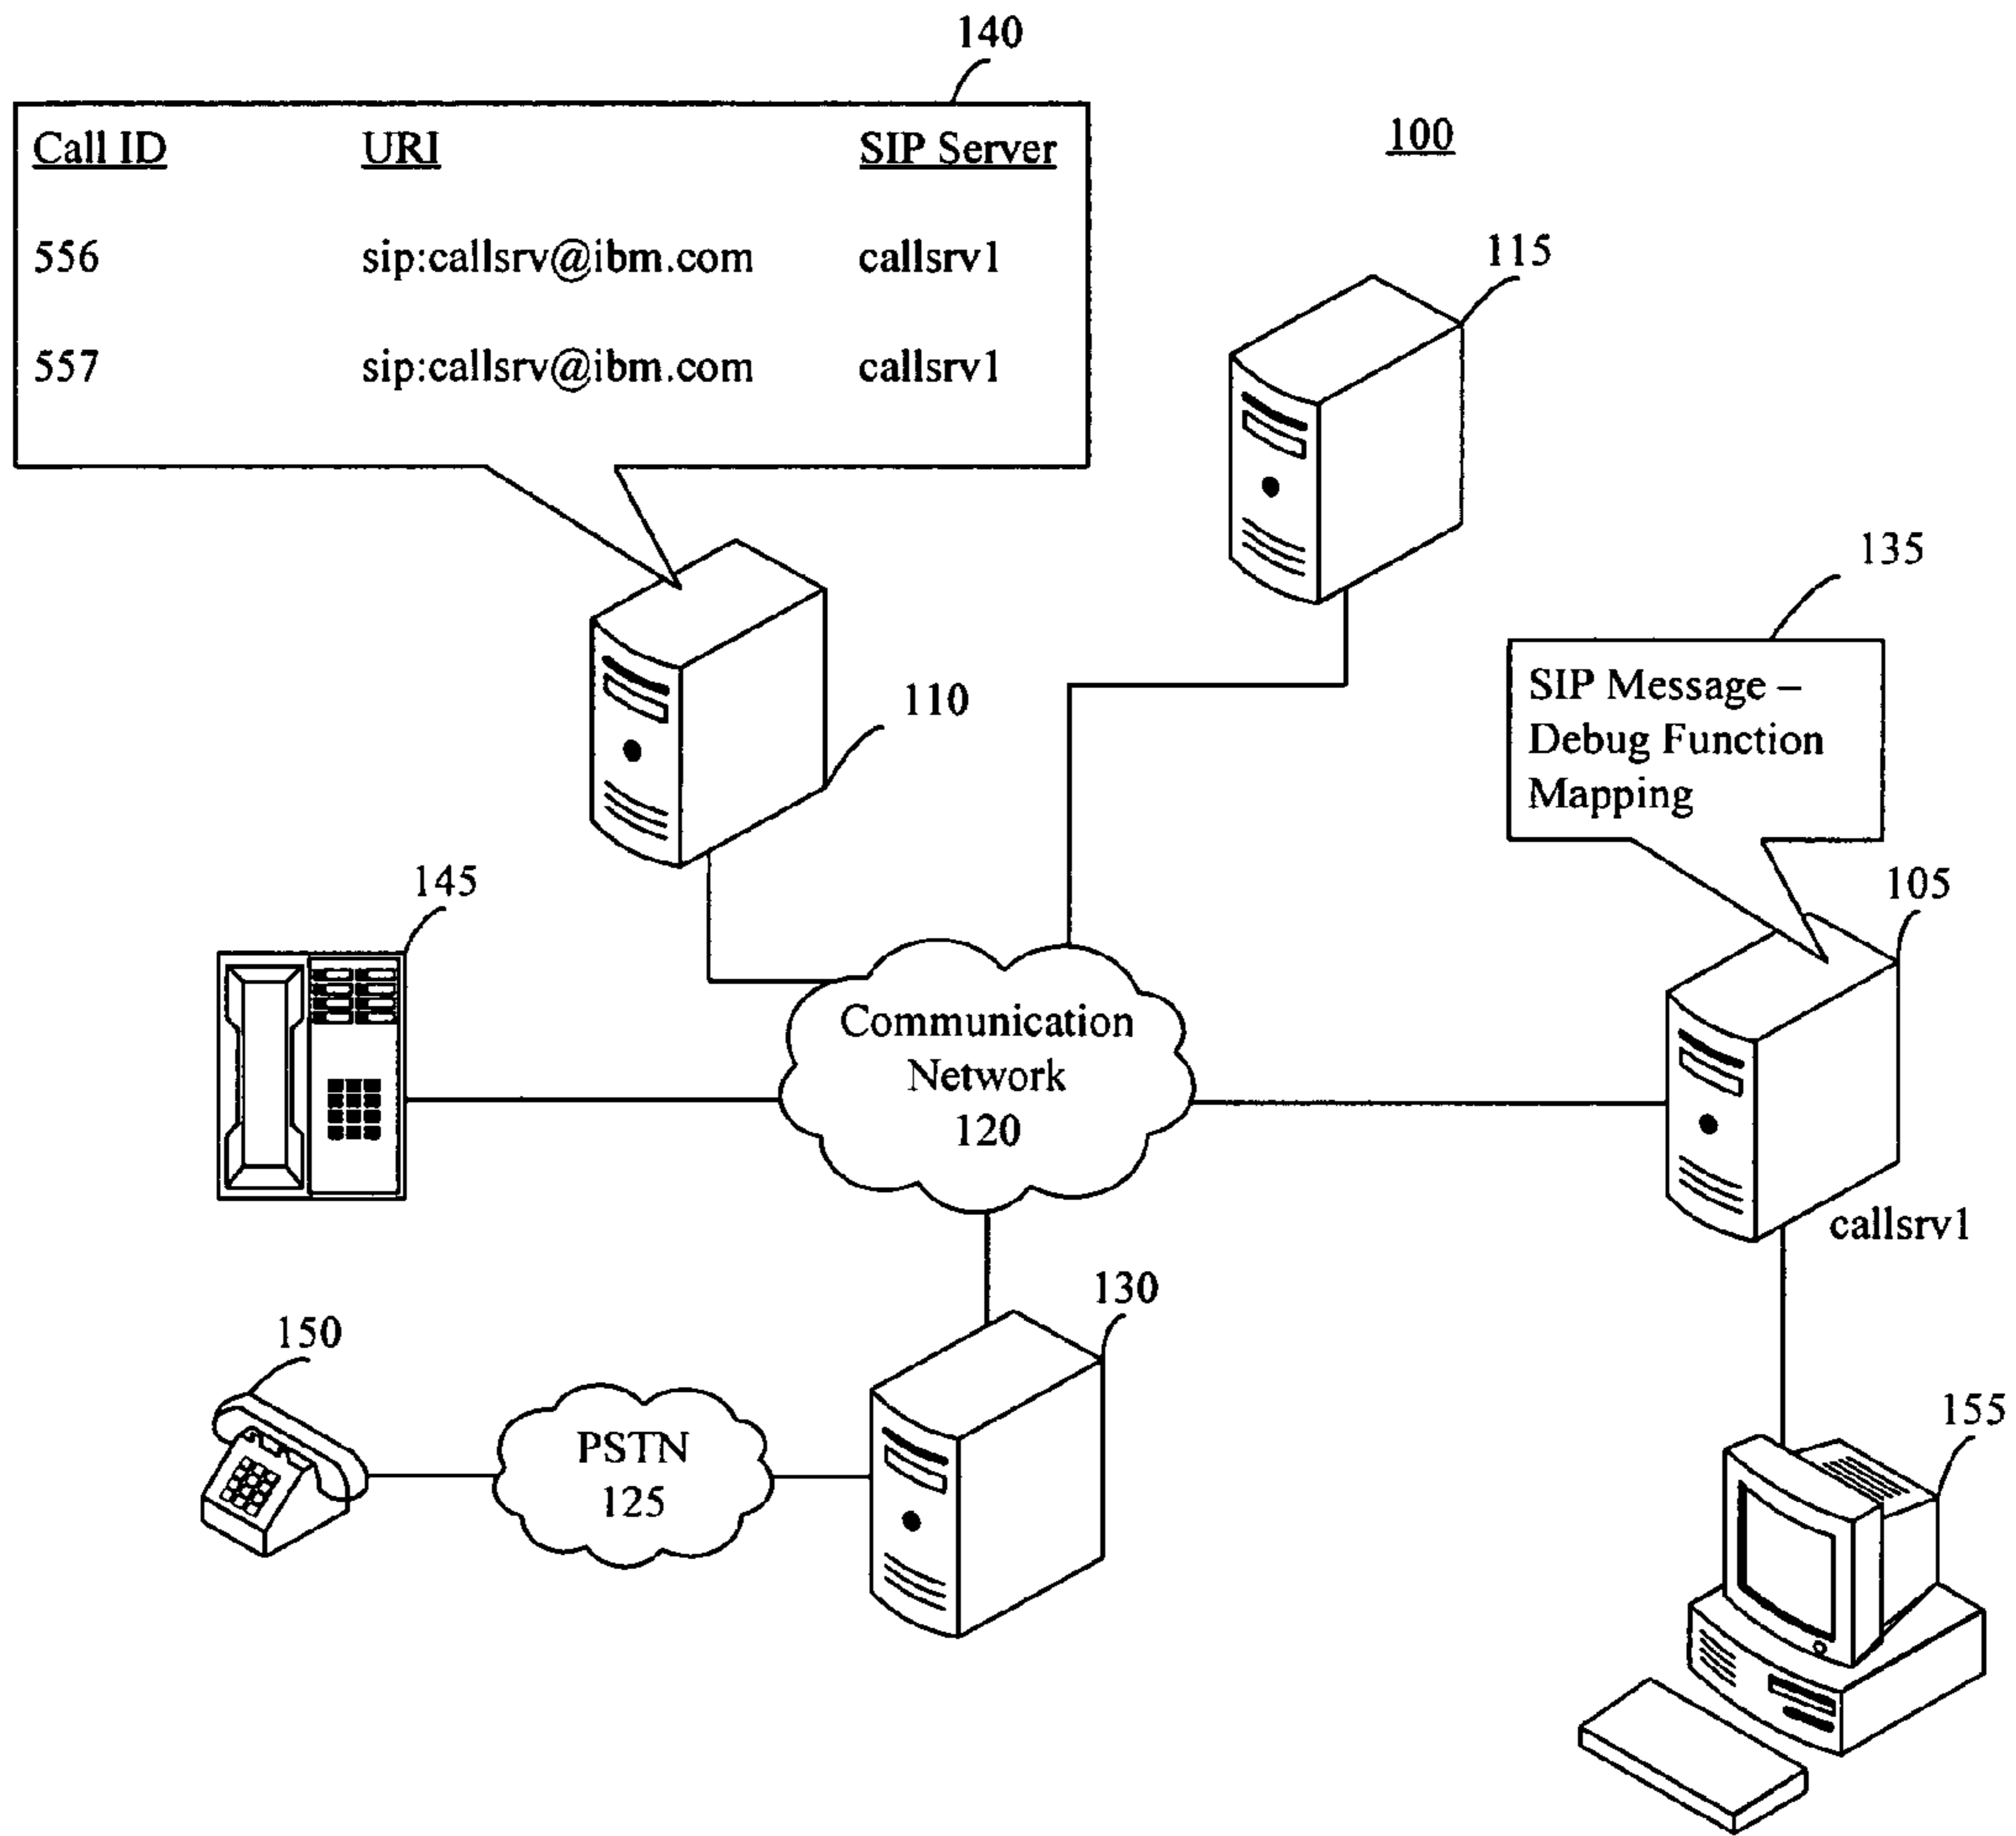 140
Call ID URI SIP Server
556 sip:callsrv@ibm.com callsrv1
557 sip:callsrv@ibm.com callsrv1
100
115
135
SIP Message –
Debug Function
Mapping
110
145
105
Communication
Network
120
callsrv1
130
150
PSTN
125
155